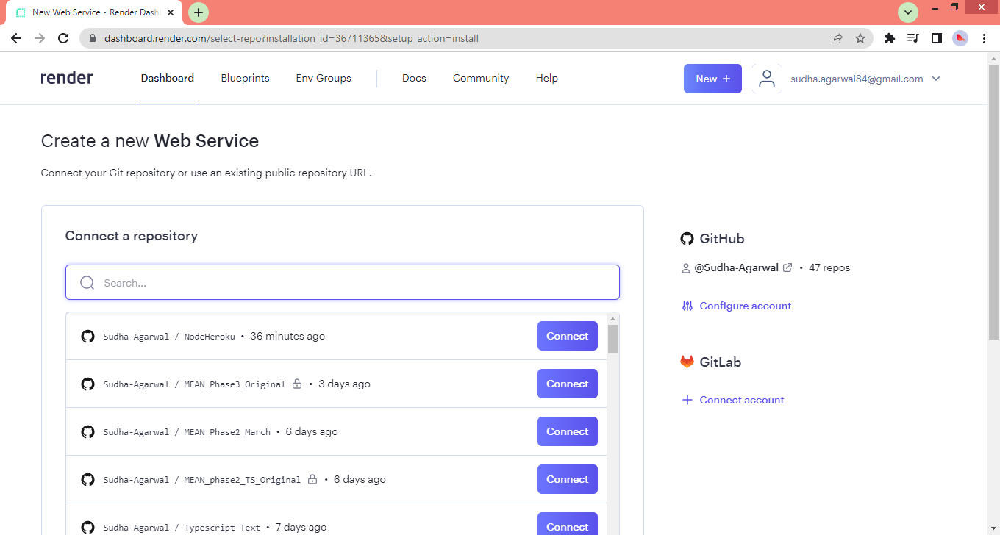 New Web Service • Render Dash
dashboard.render.com/select-repo?installation_id=36711365&setup_action=install
render
Dashboard
Blueprints
Env Groups
Docs
Community
Help
New +
sudha.agarwal84@gmail.com
Create a new Web Service
Connect your Git repository or use an existing public repository URL.
Connect a repository
Search...
Sudha-Agarwal / NodeHeroku • 36 minutes ago
Connect
Sudha-Agarwal / MEAN_Phase3_Original • 3 days ago
Connect
Sudha-Agarwal / MEAN_Phase2_March • 6 days ago
Connect
Sudha-Agarwal / MEAN_phase2_TS_Original • 6 days ago
Connect
Sudha-Agarwal / Typescript-Text • 7 days ago
Connect
GitHub
@Sudha-Agarwal • 47 repos
Configure account
GitLab
Connect account